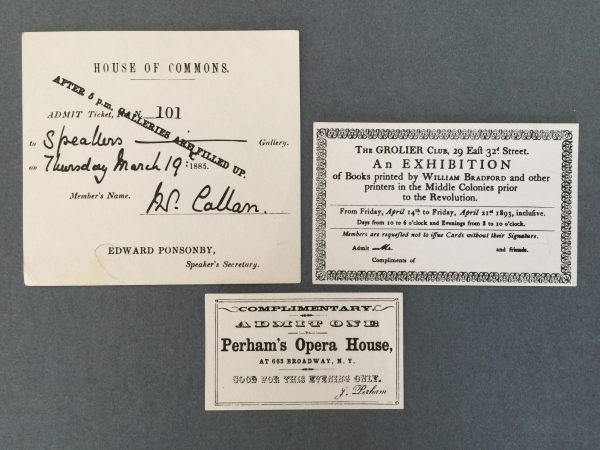 HOUSE OF COMMONS.
AFTER 5 p.m. GALLERIES ARE FILLED UP.
ADMIT Ticket, No. 101
to Speakers Gallery.
on Thursday March 19th 1885.
Member's Name.
Callan.
EDWARD PONSONBY,
Speaker's Secretary.
THE GROLIER CLUB, 29 East 32d Street.
An EXHIBITION
of Books printed by WILLIAM BRADFORD and other
printers in the Middle Colonies prior
to the Revolution.
From Friday, April 14th to Friday, April 21st 1893, inclusive.
Days from 10 to 6 o'clock and Evenings from 8 to 10 o'clock.
Members are requested not to issue Cards without their Signature.
Admit M. and friends.
Compliments of
COMPLIMENTARY.
ADMIT ONE
TO
Perham's Opera House,
AT 663 BROADWAY, N. Y.
GOOD FOR THIS EVENING ONLY.
J. Perham